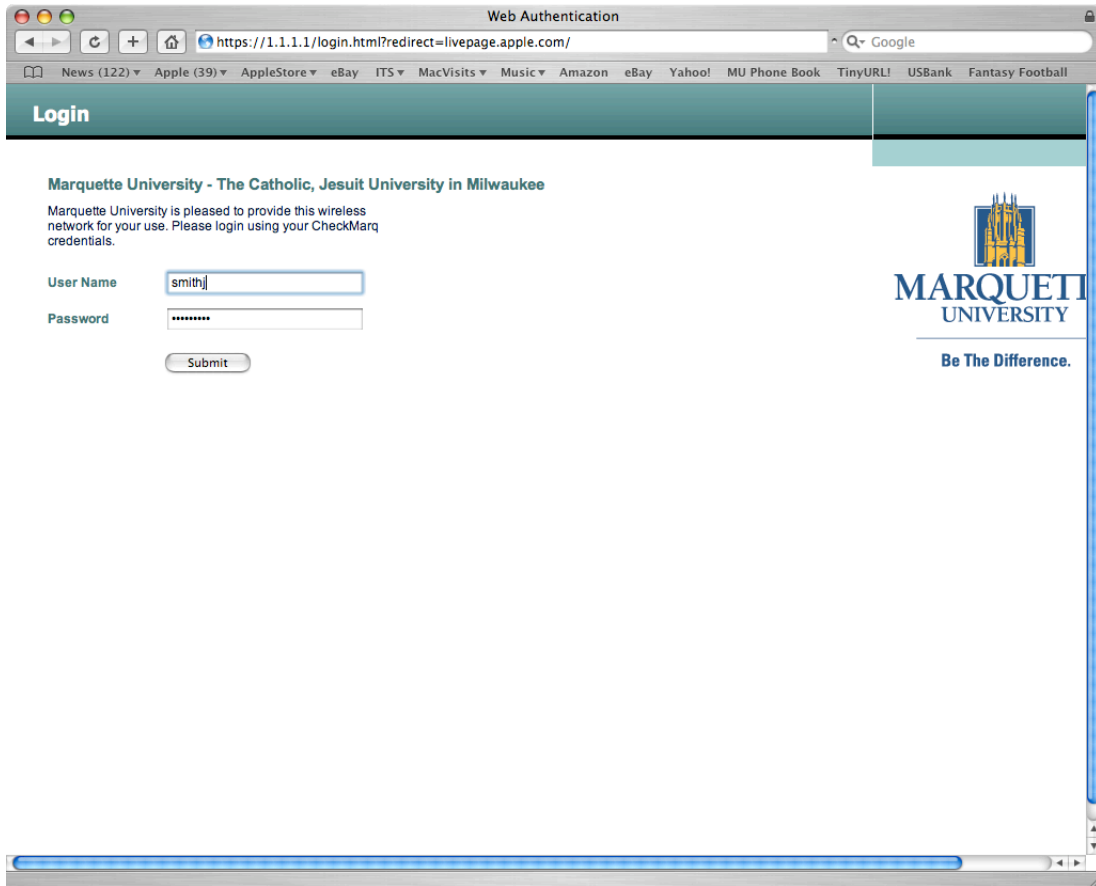 Web Authentication
https://1.1.1.1/login.html?redirect=livepage.apple.com/
Google
News (122) Apple (39) AppleStore eBay ITS MacVisits Music Amazon eBay Yahoo! MU Phone Book TinyURL! USBank Fantasy Football
Login
Marquette University - The Catholic, Jesuit University in Milwaukee
Marquette University is pleased to provide this wireless
network for your use. Please login using your CheckMarq
credentials.
User Name smithj
Password •••••••••
Submit
MARQUETT
UNIVERSITY
Be The Difference.